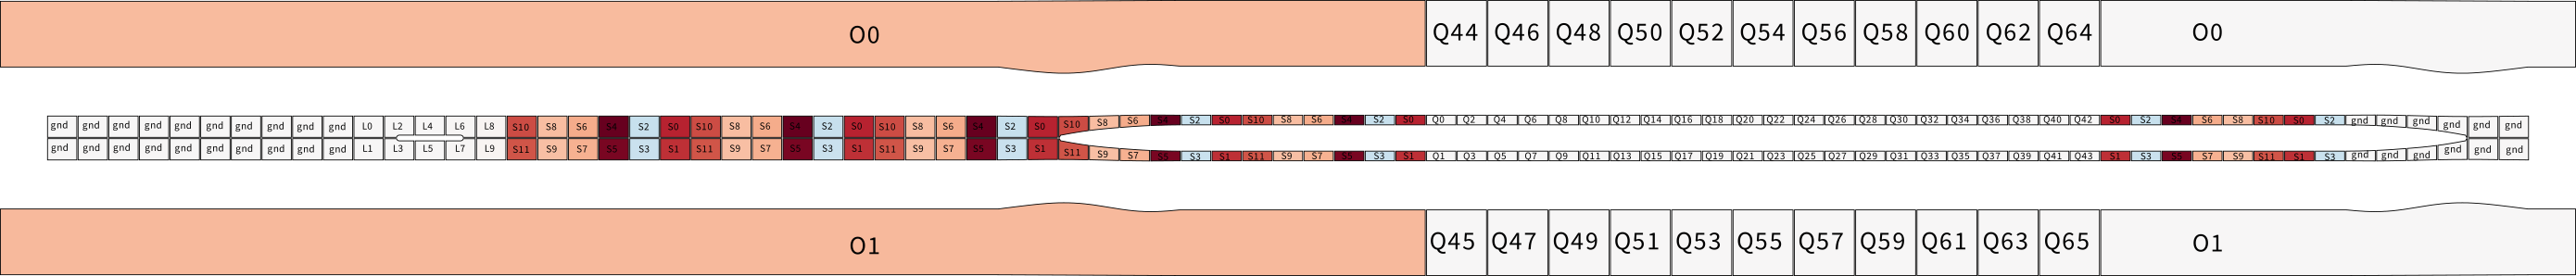 O0 Q44 Q46 Q48 Q50 Q52 Q54 Q56 Q58 Q60 Q62 Q64 O0
gnd gnd gnd gnd gnd gnd gnd gnd gnd gnd L0 L2 L4 L6 L8 S10 S8 S6 S4 S2 S0 S10 S8 S6 S4 S2 S0 S10 S8 S6 S4 S2 S0 S10 S8 S6 S4 S2 S0 S10 S8 S6 S4 S2 S0 Q0 Q2 Q4 Q6 Q8 Q10 Q12 Q14 Q16 Q18 Q20 Q22 Q24 Q26 Q28 Q30 Q32 Q34 Q36 Q38 Q40 Q42 S0 S2 S4 S6 S8 S10 S0 S2 gnd gnd gnd gnd gnd gnd
gnd gnd gnd gnd gnd gnd gnd gnd gnd gnd L1 L3 L5 L7 L9 S11 S9 S7 S5 S3 S1 S11 S9 S7 S5 S3 S1 S11 S9 S7 S5 S3 S1 S11 S9 S7 S5 S3 S1 S11 S9 S7 S5 S3 S1 Q1 Q3 Q5 Q7 Q9 Q11 Q13 Q15 Q17 Q19 Q21 Q23 Q25 Q27 Q29 Q31 Q33 Q35 Q37 Q39 Q41 Q43 S1 S3 S5 S7 S9 S11 S1 S3 gnd gnd gnd gnd gnd gnd
O1 Q45 Q47 Q49 Q51 Q53 Q55 Q57 Q59 Q61 Q63 Q65 O1